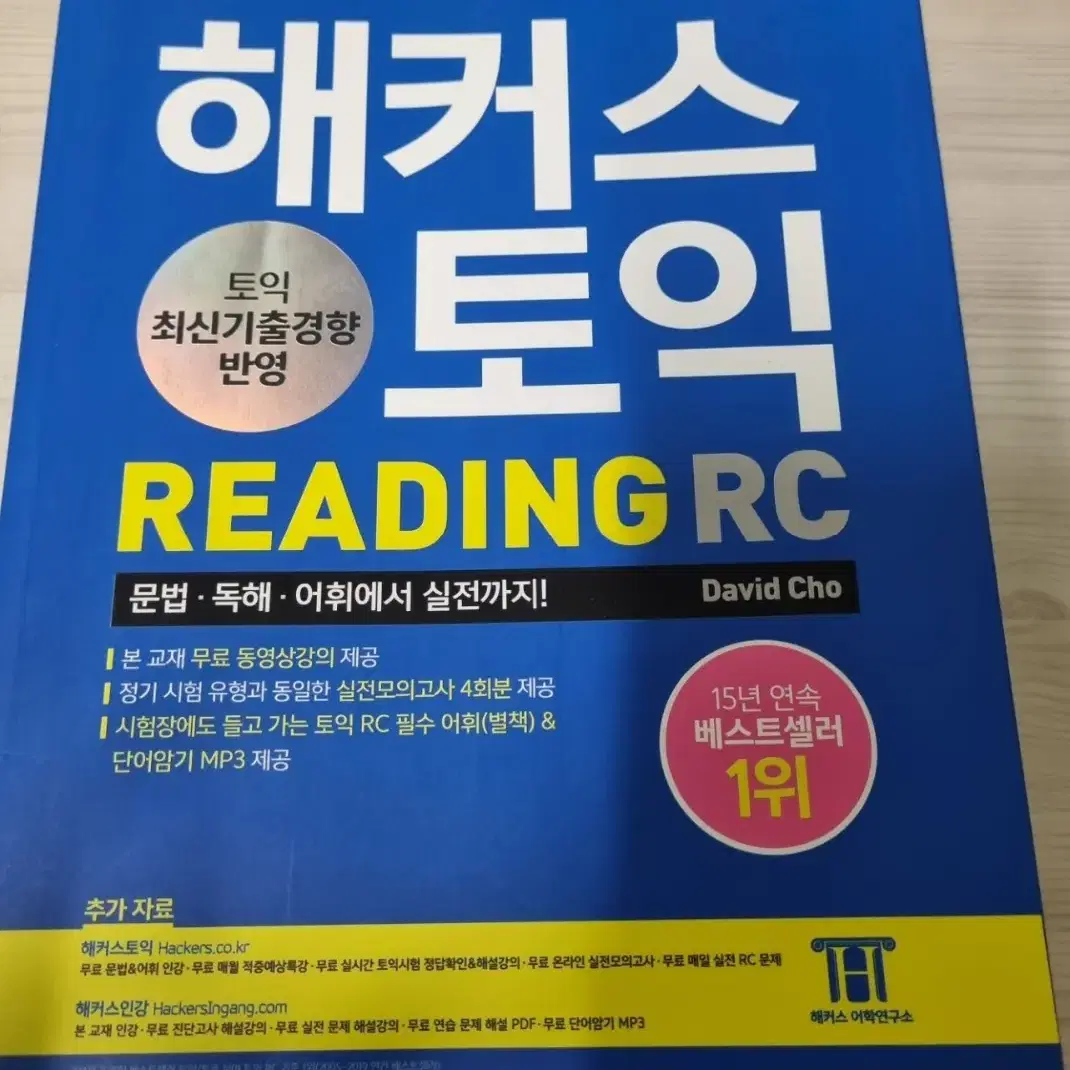 해커스
토익
토익
최신기출경향
반영
READING RC
문법·독해·어휘에서 실전까지!
David Cho
본 교재 무료 동영상강의 제공
정기 시험 유형과 동일한 실전모의고사 4회분 제공
시험장에도 들고 가는 토익 RC 필수 어휘(별책) &
단어암기 MP3 제공
15년 연속
베스트셀러
1위
추가 자료
해커스토익 Hackers.co.kr
무료 문법&어휘 인강·무료 매월 적중예상특강·무료 실시간 토익시험 정답확인&해설강의·무료 온라인 실전모의고사·무료 매일 실전 RC 문제
해커스인강 HackersIngang.com
본 교재 인강·무료 진단고사 해설강의·무료 실전 문제 해설강의·무료 연습 문제 해설 PDF·무료 단어암기 MP3
해커스 어학연구소